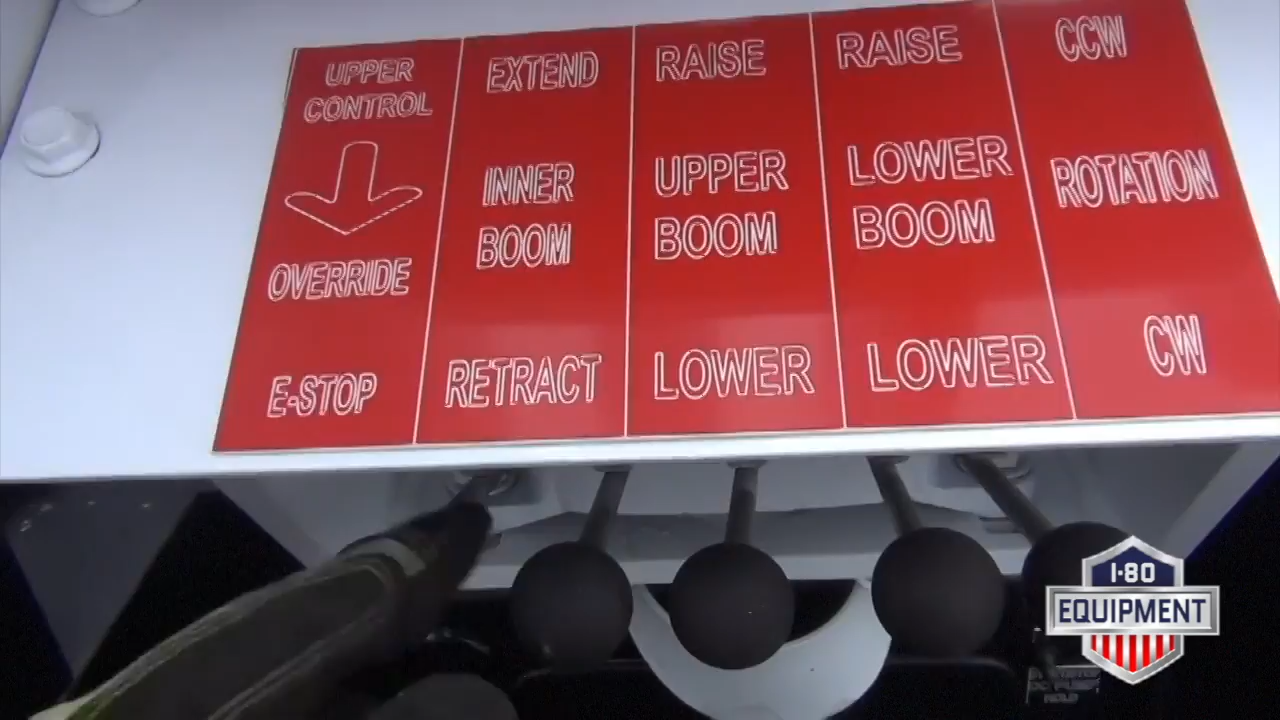 UPPER
CONTROL
OVERRIDE
E-STOP
EXTEND
INNER
BOOM
RETRACT
RAISE
UPPER
BOOM
LOWER
RAISE
LOWER
BOOM
LOWER
CCW
ROTATION
CW
I-80
EQUIPMENT
HOLD